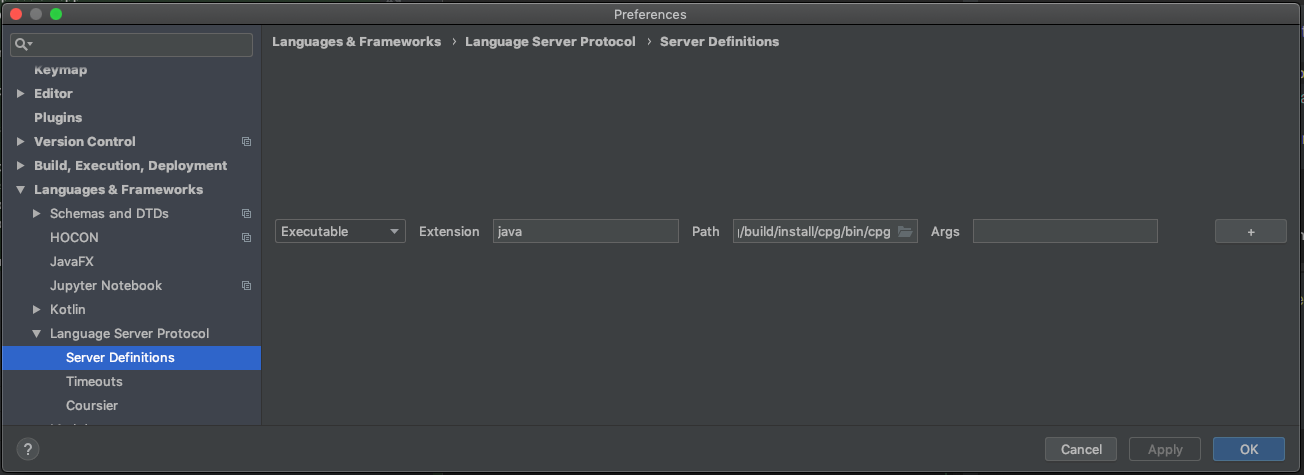 Preferences
Languages & Frameworks › Language Server Protocol › Server Definitions
Keymap
Editor
Plugins
Version Control
Build, Execution, Deployment
Languages & Frameworks
Schemas and DTDs
HOCON
JavaFX
Jupyter Notebook
Kotlin
Language Server Protocol
Server Definitions
Timeouts
Coursier
Executable Extension java Path /build/install/cpg/bin/cpg Args +
? Cancel Apply OK